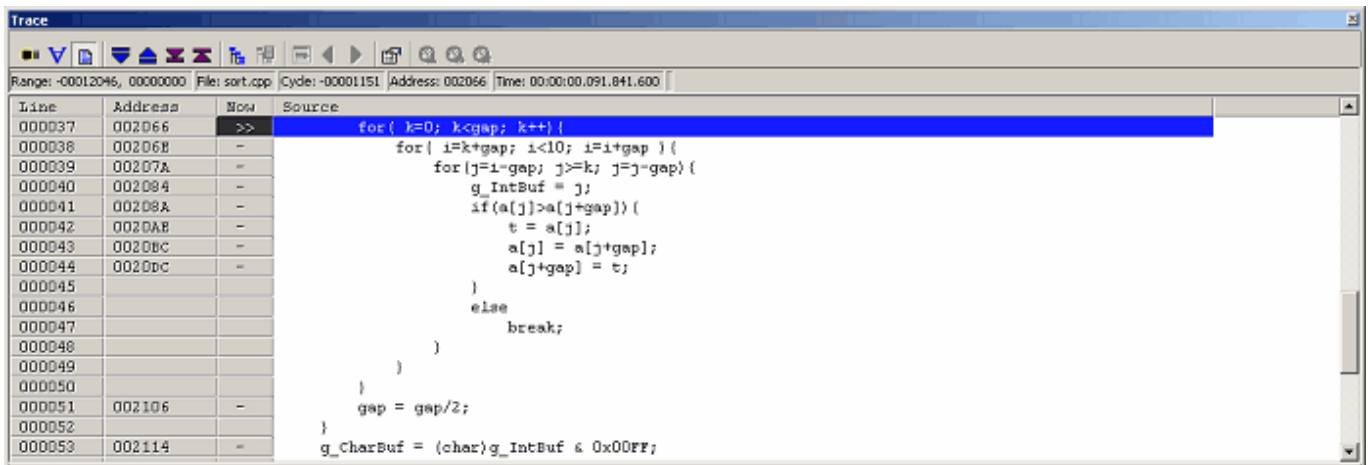 Trace
Range: -00012046, 00000000 File: sort.cpp Cycle: -00001151 Address: 002066 Time: 00:00:00.091.841.600
Line Address Now Source
000037 002066 >> for( k=0; k<gap; k++){
000038 00206E - for( i=k+gap; i<10; i=i+gap ){
000039 00207A - for(j=i-gap; j>=k; j=j-gap){
000040 002084 - g_IntBuf = j;
000041 00208A - if(a[j]>a[j+gap]){
000042 0020AE - t = a[j];
000043 0020BC - a[j] = a[j+gap];
000044 0020DC - a[j+gap] = t;
000045 }
000046 else
000047 break;
000048 }
000049 }
000050 }
000051 002106 - gap = gap/2;
000052 }
000053 002114 - g_CharBuf = (char)g_IntBuf & 0x00FF;